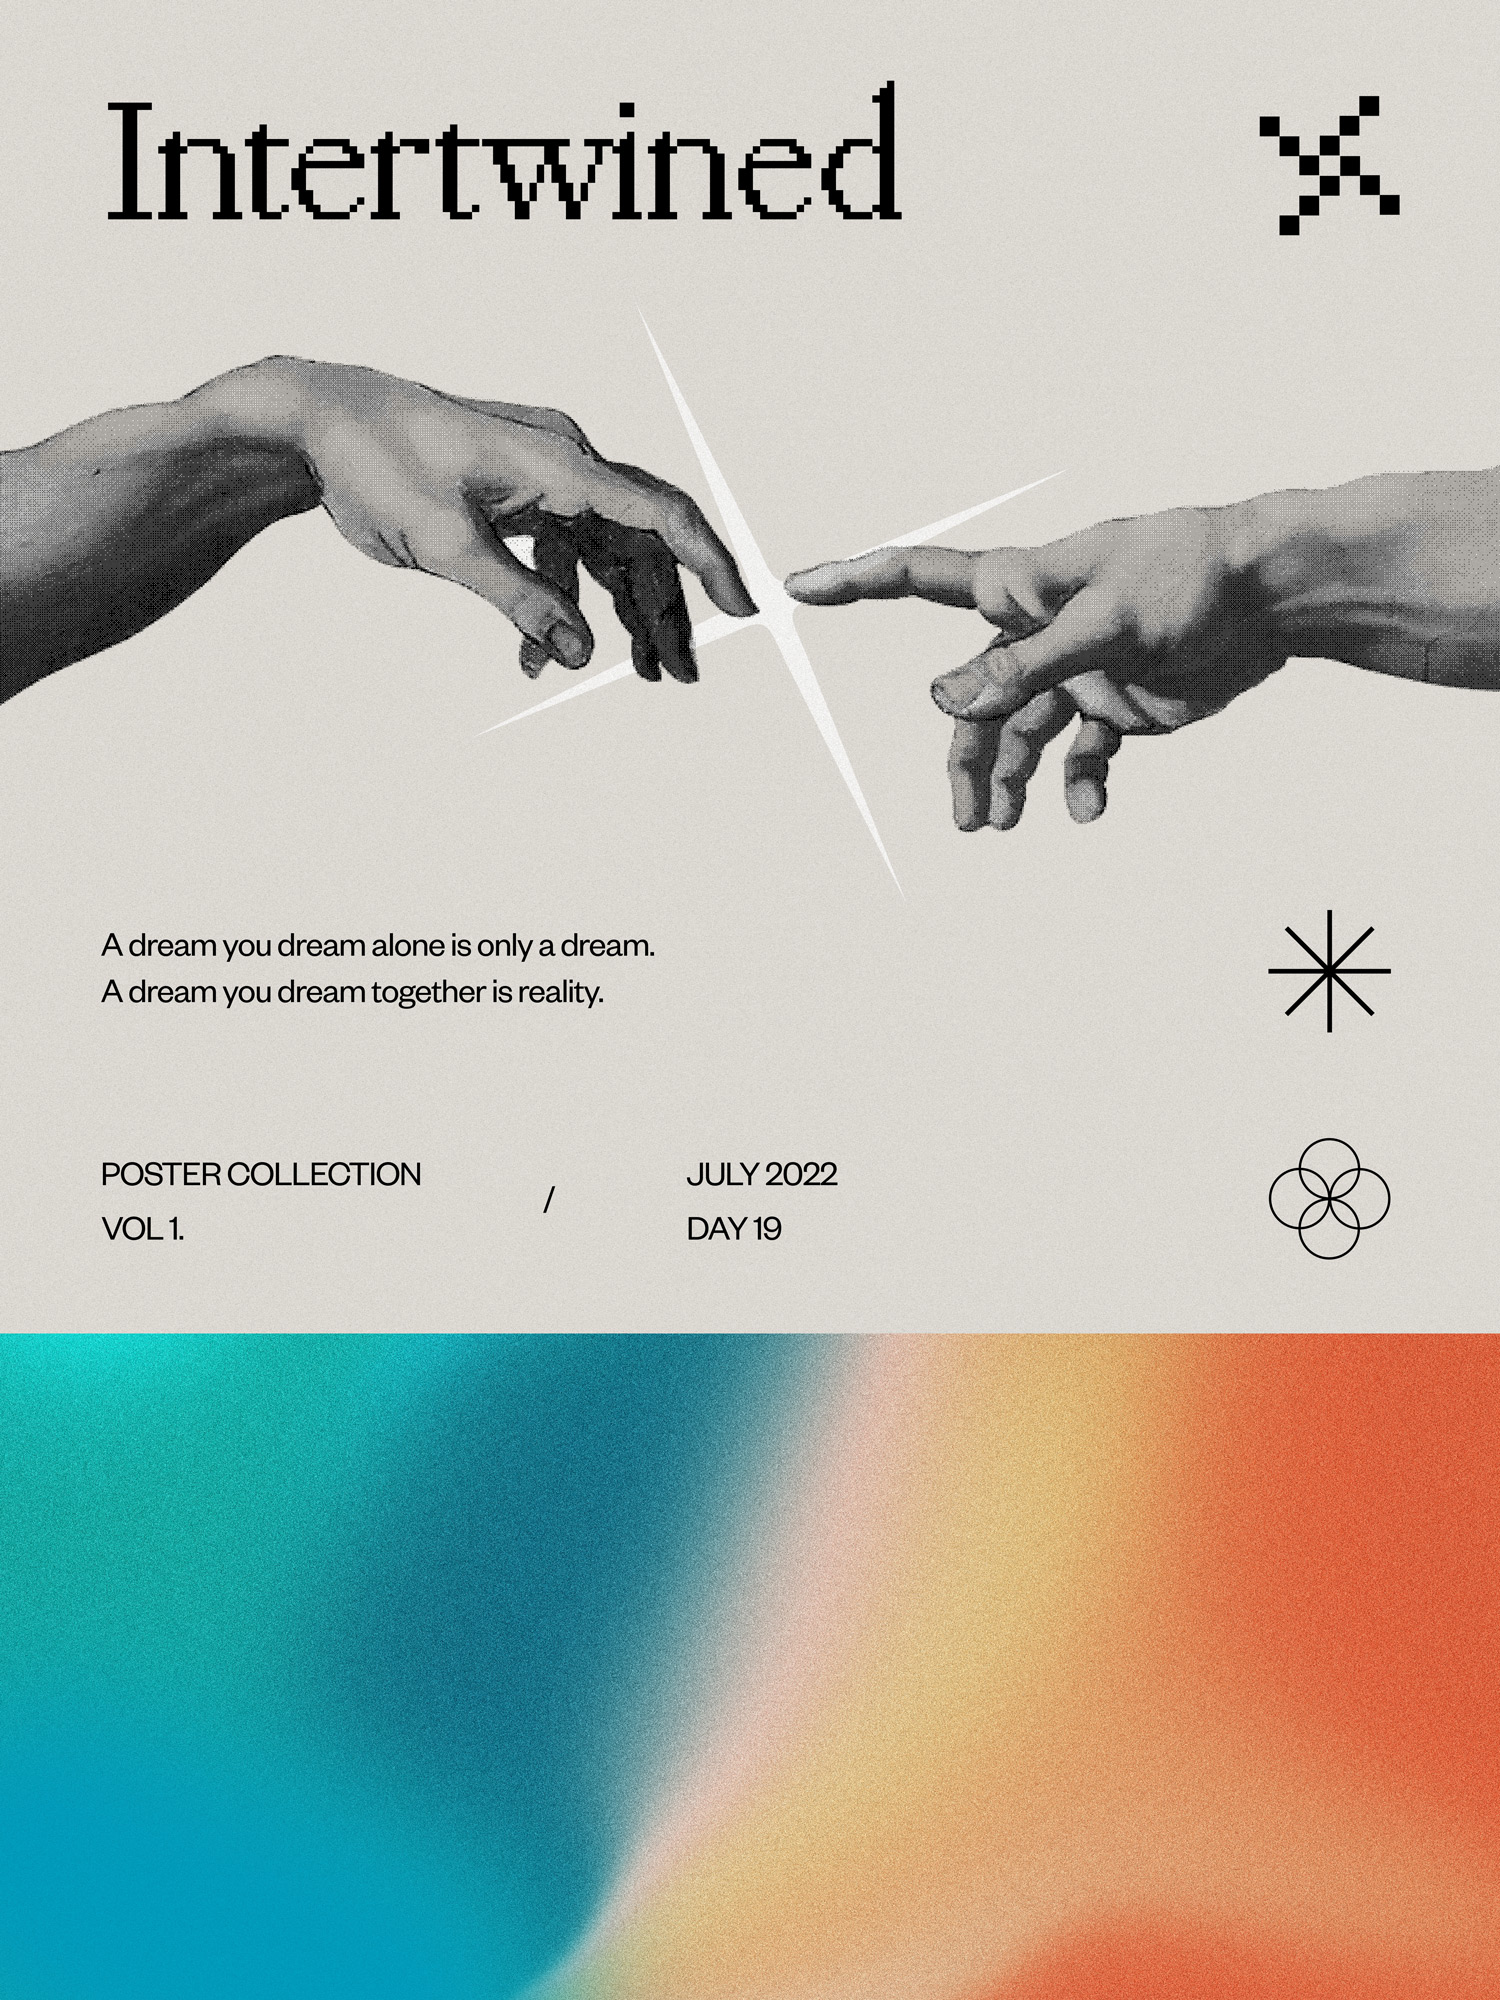 Intertwined
A dream you dream alone is only a dream.
A dream you dream together is reality.
POSTER COLLECTION
VOL 1.
/
JULY 2022
DAY 19